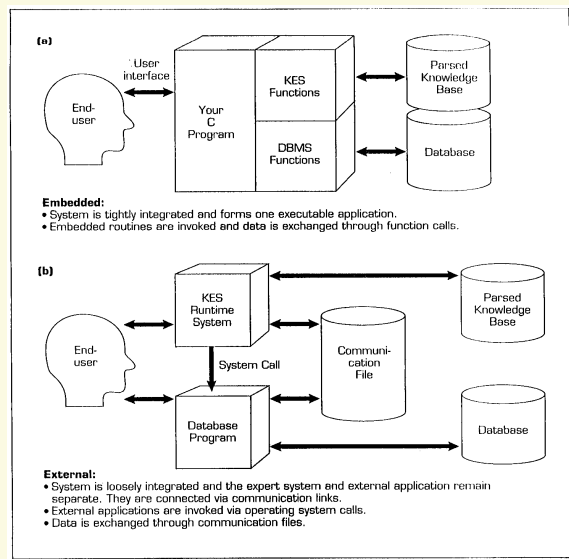 (a)
User
interface
End-
user
Your
C
Program
KES
Functions
DBMS
Functions
Parsed
Knowledge
Base
Database
Embedded:
• System is tightly integrated and forms one executable application.
• Embedded routines are invoked and data is exchanged through function calls.
(b)
KES
Runtime
System
End-
user
System Call
Database
Program
Communi-
cation
File
Parsed
Knowledge
Base
Database
External:
• System is loosely integrated and the expert system and external application remain
separate. They are connected via communication links.
• External applications are invoked via operating system calls.
• Data is exchanged through communication files.